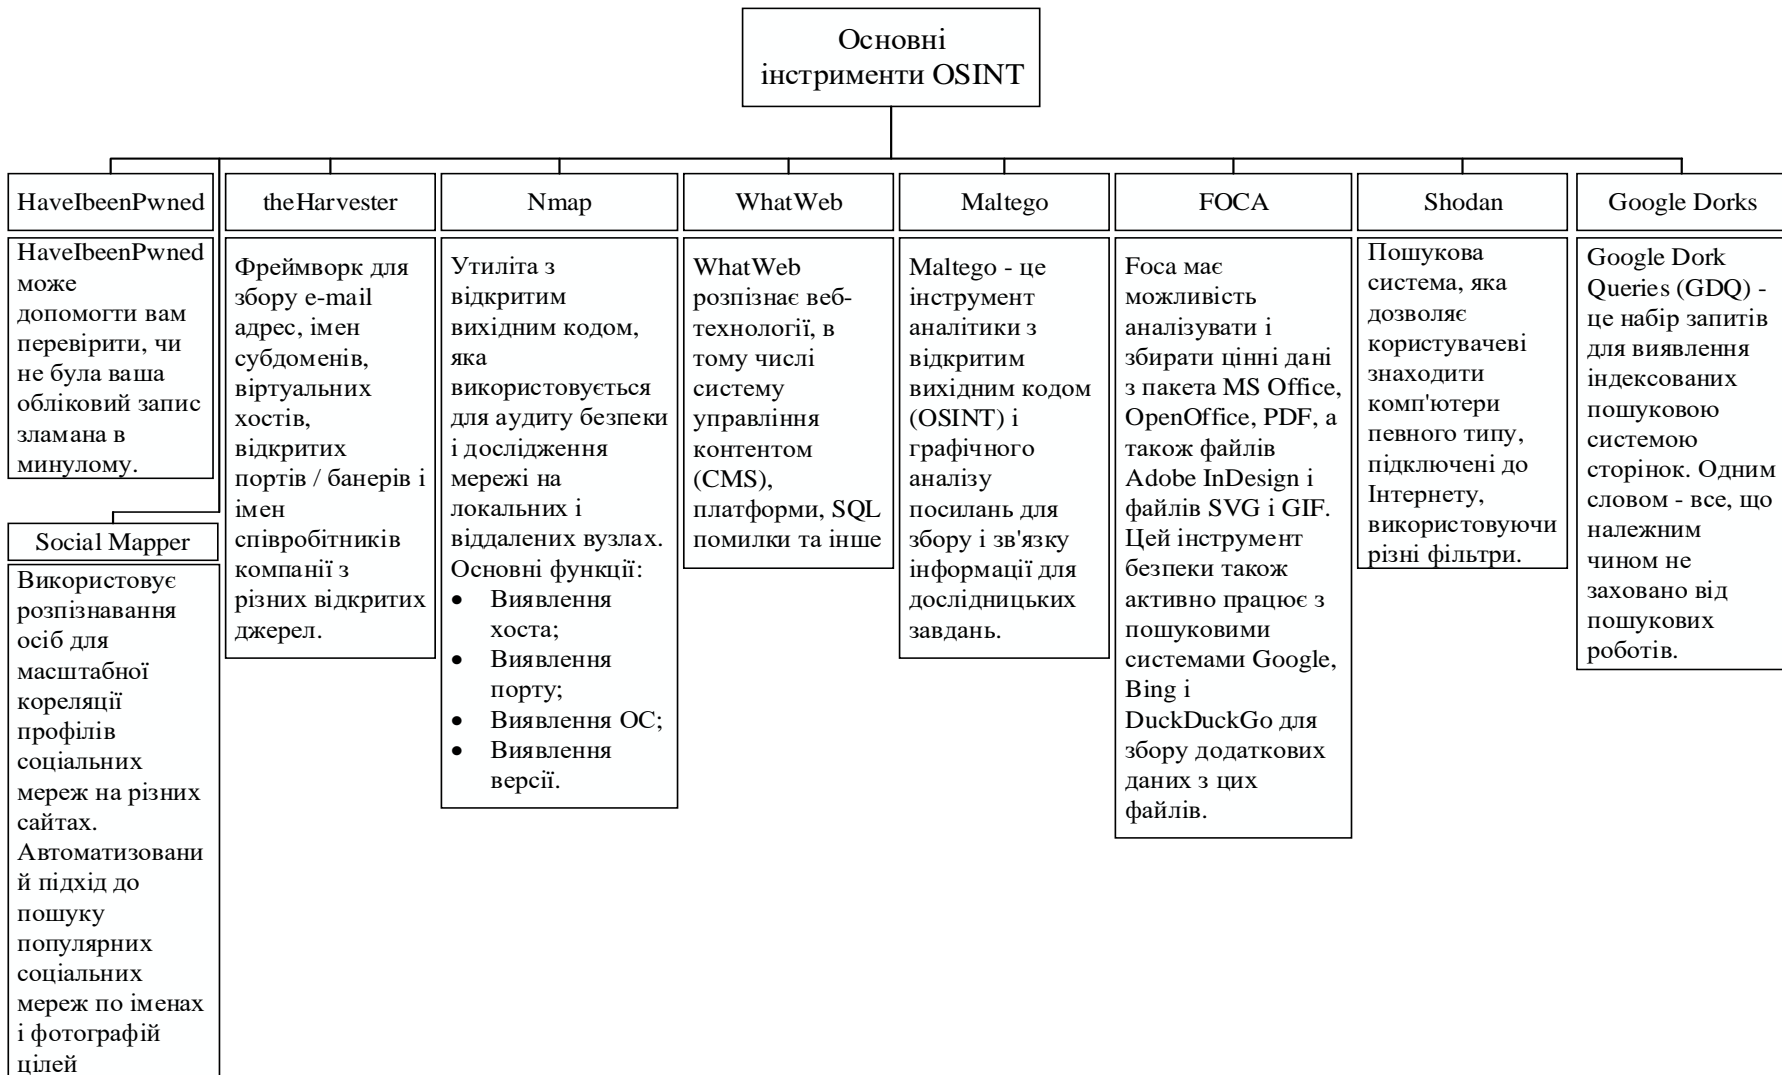 Основні
інстрименти OSINT
HaveIbeenPwned
HaveIbeenPwned
може
допомогти вам
перевірити, чи
не була ваша
обліковий запис
зламана в
минулому.
Social Mapper
Використовує
розпізнавання
осіб для
масштабної
кореляції
профілів
соціальних
мереж на різних
сайтах.
Автоматизовани
й підхід до
пошуку
популярних
соціальних
мереж по іменах
і фотографій
цілей
theHarvester
Фреймворк для
збору e-mail
адрес, імен
субдоменів,
віртуальних
хостів,
відкритих
портів / банерів і
імен
співробітників
компанії з
різних відкритих
джерел.
Nmap
Утиліта з
відкритим
вихідним кодом,
яка
використовується
для аудиту безпеки
і дослідження
мережі на
локальних і
віддалених вузлах.
Основні функції:
• Виявлення
хоста;
• Виявлення
порту;
• Виявлення ОС;
• Виявлення
версії.
WhatWeb
WhatWeb
розпізнає веб-
технології, в
тому числі
систему
управління
контентом
(CMS),
платформи, SQL
помилки та інше
Maltego
Maltego - це
інструмент
аналітики з
відкритим
вихідним кодом
(OSINT) і
графічного
аналізу
посилань для
збору і зв'язку
інформації для
дослідницьких
завдань.
FOCA
Foca має
можливість
аналізувати і
збирати цінні дані
з пакета MS Office,
OpenOffice, PDF, а
також файлів
Adobe InDesign і
файлів SVG і GIF.
Цей інструмент
безпеки також
активно працює з
пошуковими
системами Google,
Bing і
DuckDuckGo для
збору додаткових
даних з цих
файлів.
Shodan
Пошукова
система, яка
дозволяє
користувачеві
знаходити
комп'ютери
певного типу,
підключені до
Інтернету,
використовуючи
різні фільтри.
Google Dorks
Google Dork
Queries (GDQ) -
це набір запитів
для виявлення
індексованих
пошуковою
системою
сторінок. Одним
словом - все, що
належним
чином не
заховано від
пошукових
роботів.